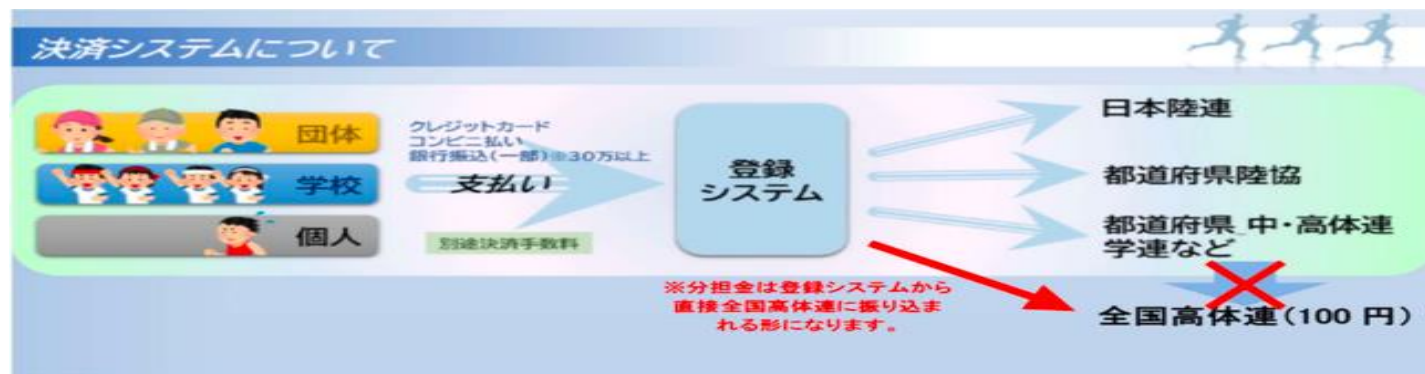 決済システムについて
団体
学校
個人
クレジットカード
コンビニ払い
銀行振込(一部)※30万以上
支払い
別途決済手数料
登録
システム
日本陸連
都道府県陸協
都道府県 中・高体連
学連など
※分担金は登録システムから
直接全国高体連に振り込ま
れる形になります。
全国高体連(100 円)